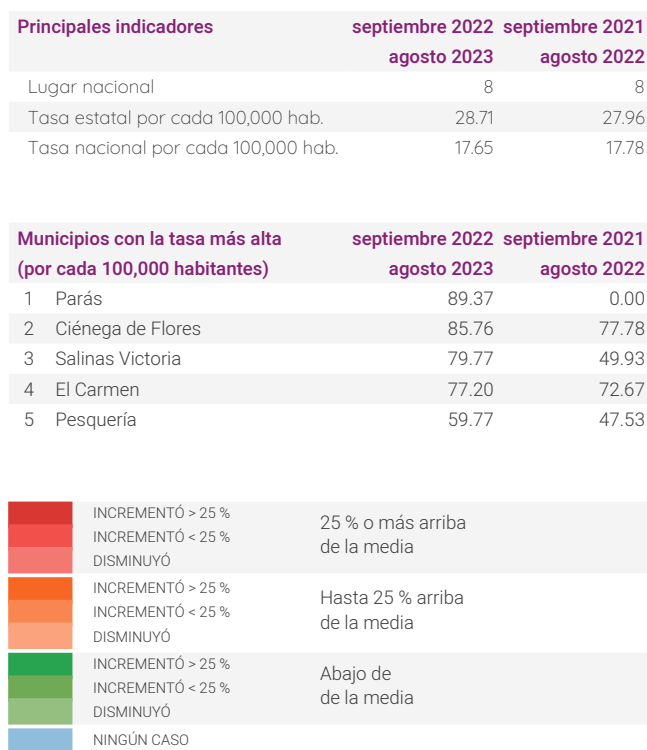 Principales indicadores septiembre 2022 septiembre 2021
agosto 2023 agosto 2022
Lugar nacional 8 8
Tasa estatal por cada 100,000 hab. 28.71 27.96
Tasa nacional por cada 100,000 hab. 17.65 17.78
Municipios con la tasa más alta septiembre 2022 septiembre 2021
(por cada 100,000 habitantes) agosto 2023 agosto 2022
1 Parás 89.37 0.00
2 Ciénega de Flores 85.76 77.78
3 Salinas Victoria 79.77 49.93
4 El Carmen 77.20 72.67
5 Pesquería 59.77 47.53
INCREMENTÓ > 25 %
INCREMENTÓ < 25 %
DISMINUYÓ
25 % o más arriba
de la media
INCREMENTÓ > 25 %
INCREMENTÓ < 25 %
DISMINUYÓ
Hasta 25 % arriba
de la media
INCREMENTÓ > 25 %
INCREMENTÓ < 25 %
DISMINUYÓ
Abajo de
de la media
NINGÚN CASO